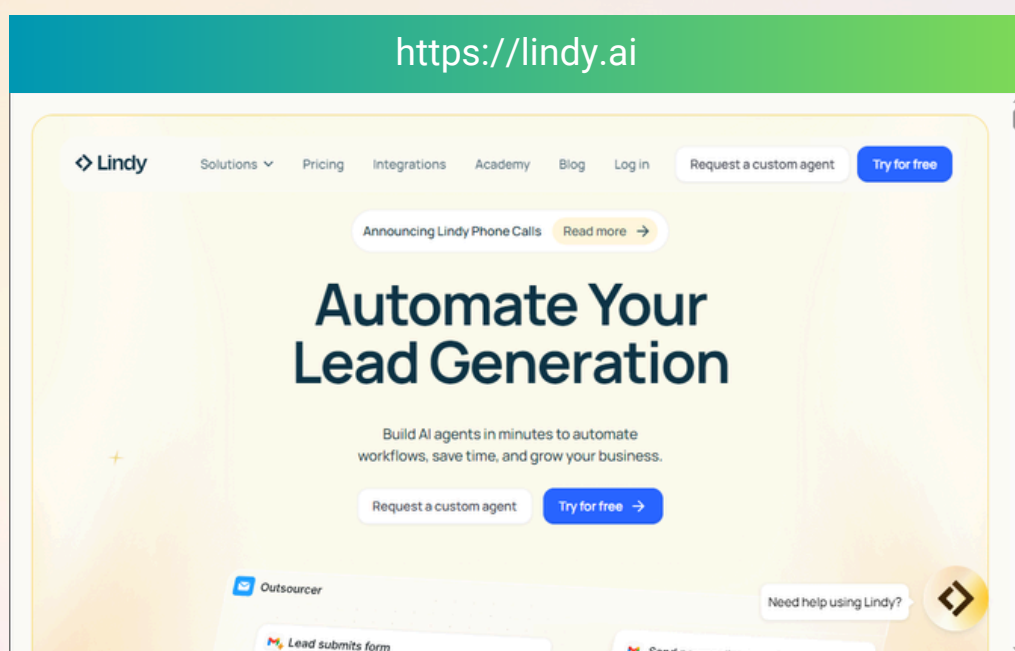 https://lindy.ai
Lindy
Solutions Pricing Integrations Academy Blog Log in Request a custom agent Try for free
Announcing Lindy Phone Calls Read more →
Automate Your
Lead Generation
Build AI agents in minutes to automate
workflows, save time, and grow your business.
Request a custom agent Try for free →
Outsourcer
Need help using Lindy?
Lead submits form